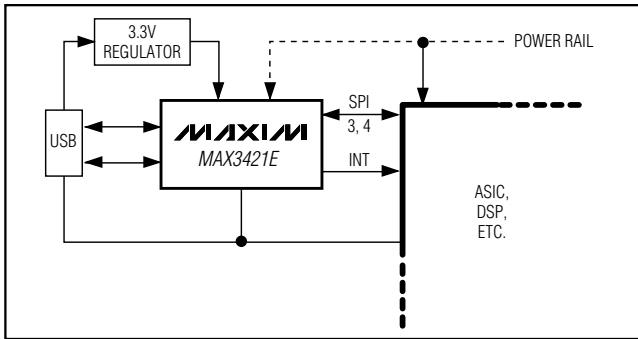 3.3V
REGULATOR
POWER RAIL
USB
MAXIM
MAX3421E
SPI
3, 4
INT
ASIC,
DSP,
ETC.